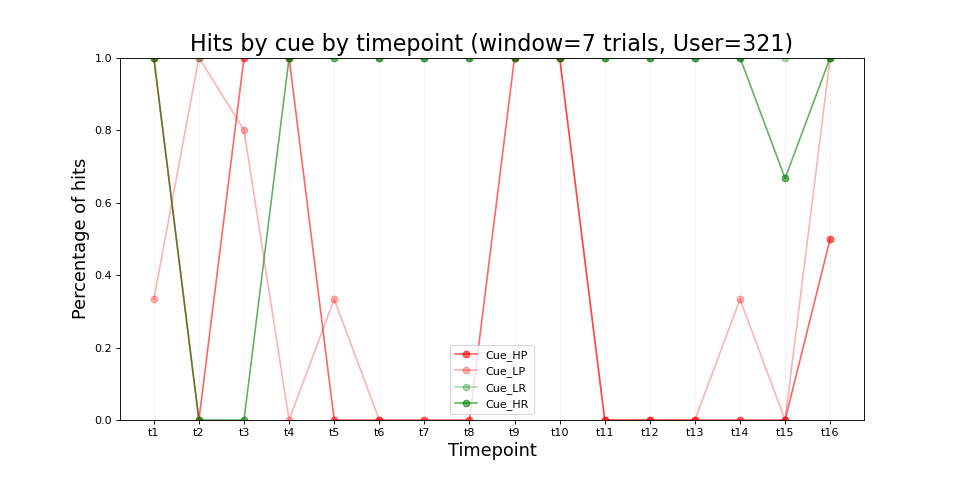 Hits by cue by timepoint (window=7 trials, User=321)
Percentage of hits
1.0
0.8
0.6
0.4
0.2
0.0
Cue_HP
Cue_LP
Cue_LR
Cue_HR
t1 t2 t3 t4 t5 t6 t7 t8 t9 t10 t11 t12 t13 t14 t15 t16
Timepoint